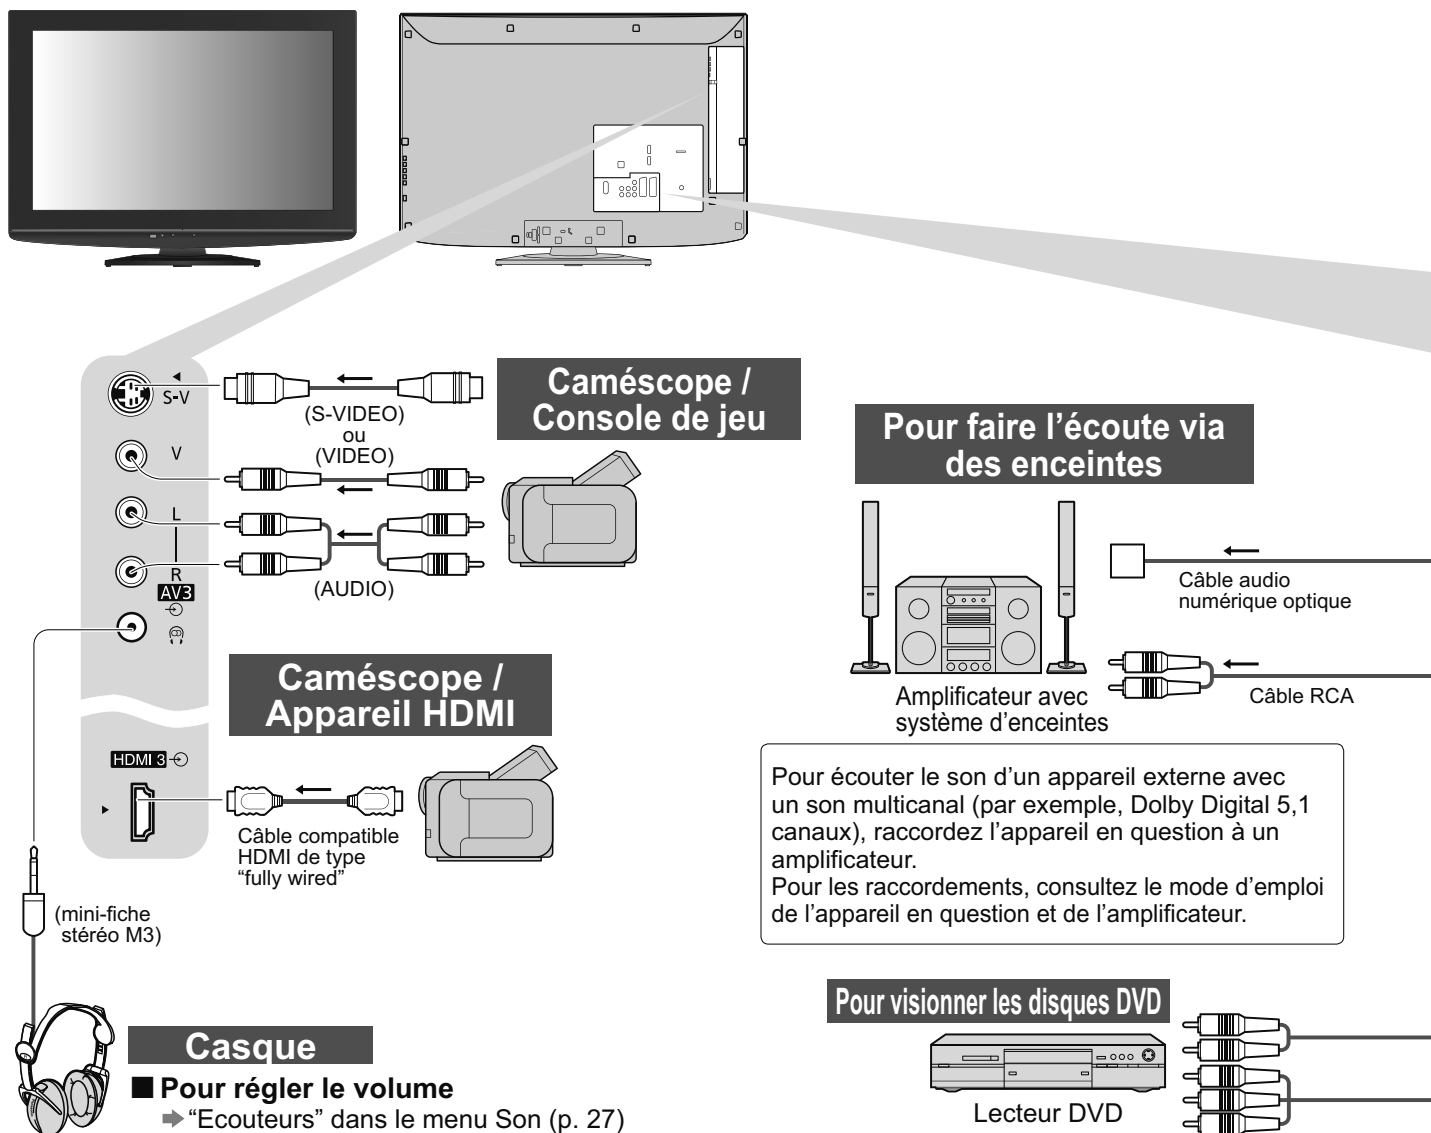 S-V
V
L
R
AV3
(S-VIDEO)
ou
(VIDEO)
(AUDIO)
Caméscope /
Console de jeu
Caméscope /
Appareil HDMI
HDMI 3
Câble compatible
HDMI de type
“fully wired”
(mini-fiche
stéréo M3)
Casque
■ Pour régler le volume
“Ecouteurs” dans le menu Son (p. 27)
Pour faire l’écoute via
des enceintes
Câble audio
numérique optique
Amplificateur avec
système d’enceintes
Câble RCA
Pour écouter le son d’un appareil externe avec
un son multicanal (par exemple, Dolby Digital 5,1
canaux), raccordez l’appareil en question à un
amplificateur.
Pour les raccordements, consultez le mode d’emploi
de l’appareil en question et de l’amplificateur.
Pour visionner les disques DVD
Lecteur DVD